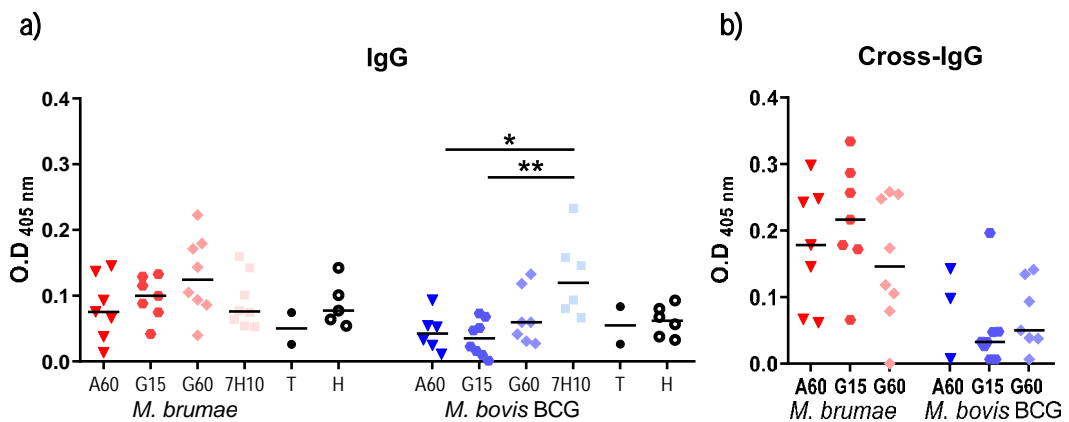 a)
IgG
O.D 405 nm
0.4
0.3
0.2
0.1
0.0
*
**
A60 G15 G60 7H10 T H A60 G15 G60 7H10 T H
M. brumae M. bovis BCG
b)
Cross-IgG
O.D 405 nm
0.4
0.3
0.2
0.1
0.0
A60 G15 G60 A60 G15 G60
M. brumae M. bovis BCG